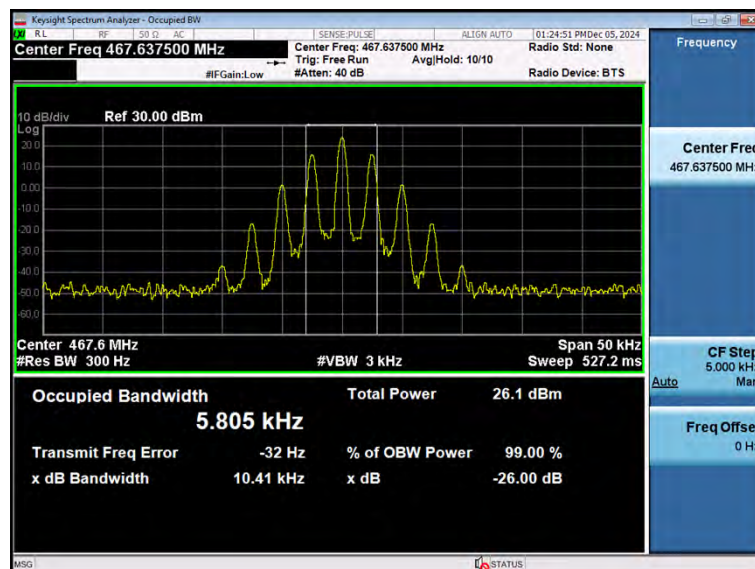 Keysight Spectrum Analyzer - Occupied BW
RL RF 50 Ω AC SENSE:PULSE ALIGN AUTO 01:24:51 PM Dec 05, 2024
Center Freq 467.637500 MHz
Center Freq: 467.637500 MHz
Radio Std: None
Trig: Free Run Avg|Hold: 10/10
#IFGain:Low
#Atten: 40 dB
Radio Device: BTS
10 dB/div Ref 30.00 dBm
Log
20.0
10.0
0.00
-10.0
-20.0
-30.0
-40.0
-50.0
-60.0
Center 467.6 MHz Span 50 kHz
#Res BW 300 Hz #VBW 3 kHz Sweep 527.2 ms
Occupied Bandwidth Total Power 26.1 dBm
5.805 kHz
Transmit Freq Error -32 Hz % of OBW Power 99.00 %
x dB Bandwidth 10.41 kHz x dB -26.00 dB
MSG STATUS
Frequency
Center Fre
467.637500 MH
CF Step
5.000 kH
Auto Ma
Freq Offse
0 H